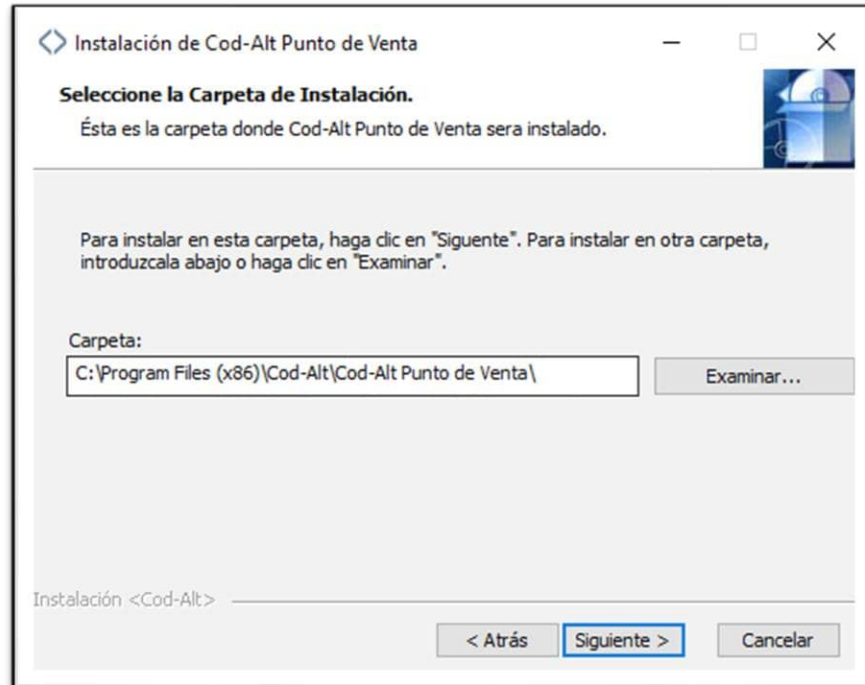 Instalación de Cod-Alt Punto de Venta
Seleccione la Carpeta de Instalación.
Ésta es la carpeta donde Cod-Alt Punto de Venta sera instalado.
Para instalar en esta carpeta, haga clic en "Siguente". Para instalar en otra carpeta,
introduzcala abajo o haga clic en "Examinar".
Carpeta:
C:\Program Files (x86)\Cod-Alt\Cod-Alt Punto de Venta\
Examinar...
Instalación <Cod-Alt>
< Atrás
Siguiente >
Cancelar